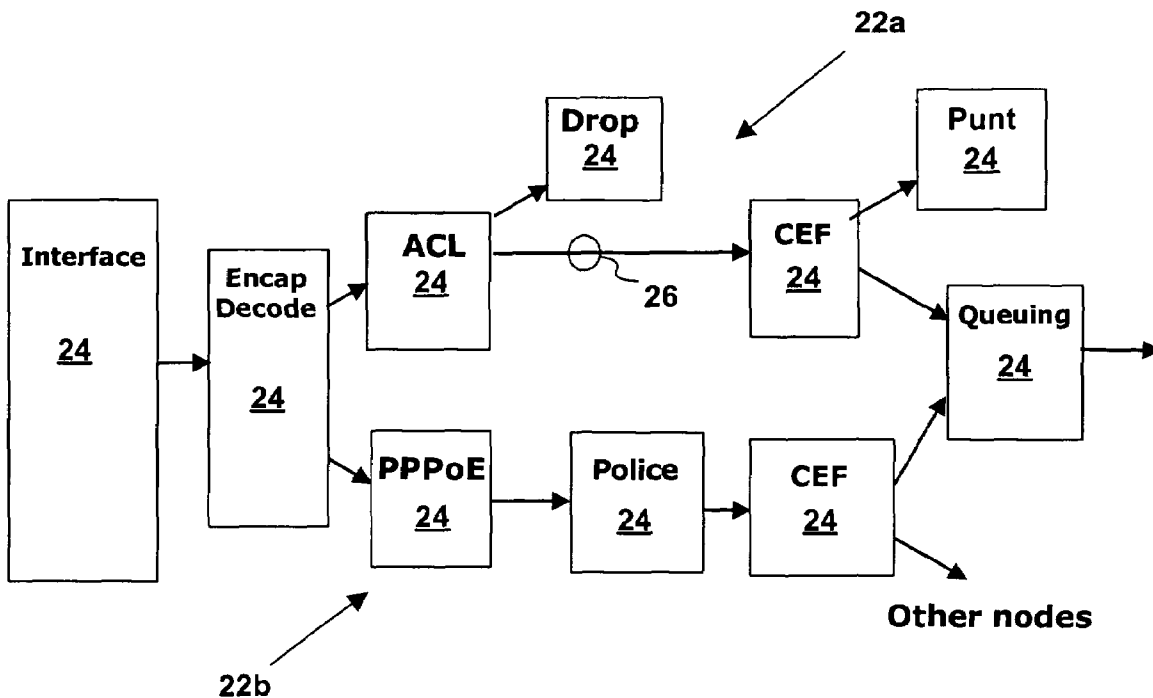 22a
Drop
24
Punt
24
Interface
24
Encap
Decode
24
ACL
24
26
CEF
24
Queuing
24
PPPoE
24
Police
24
CEF
24
Other nodes
22b